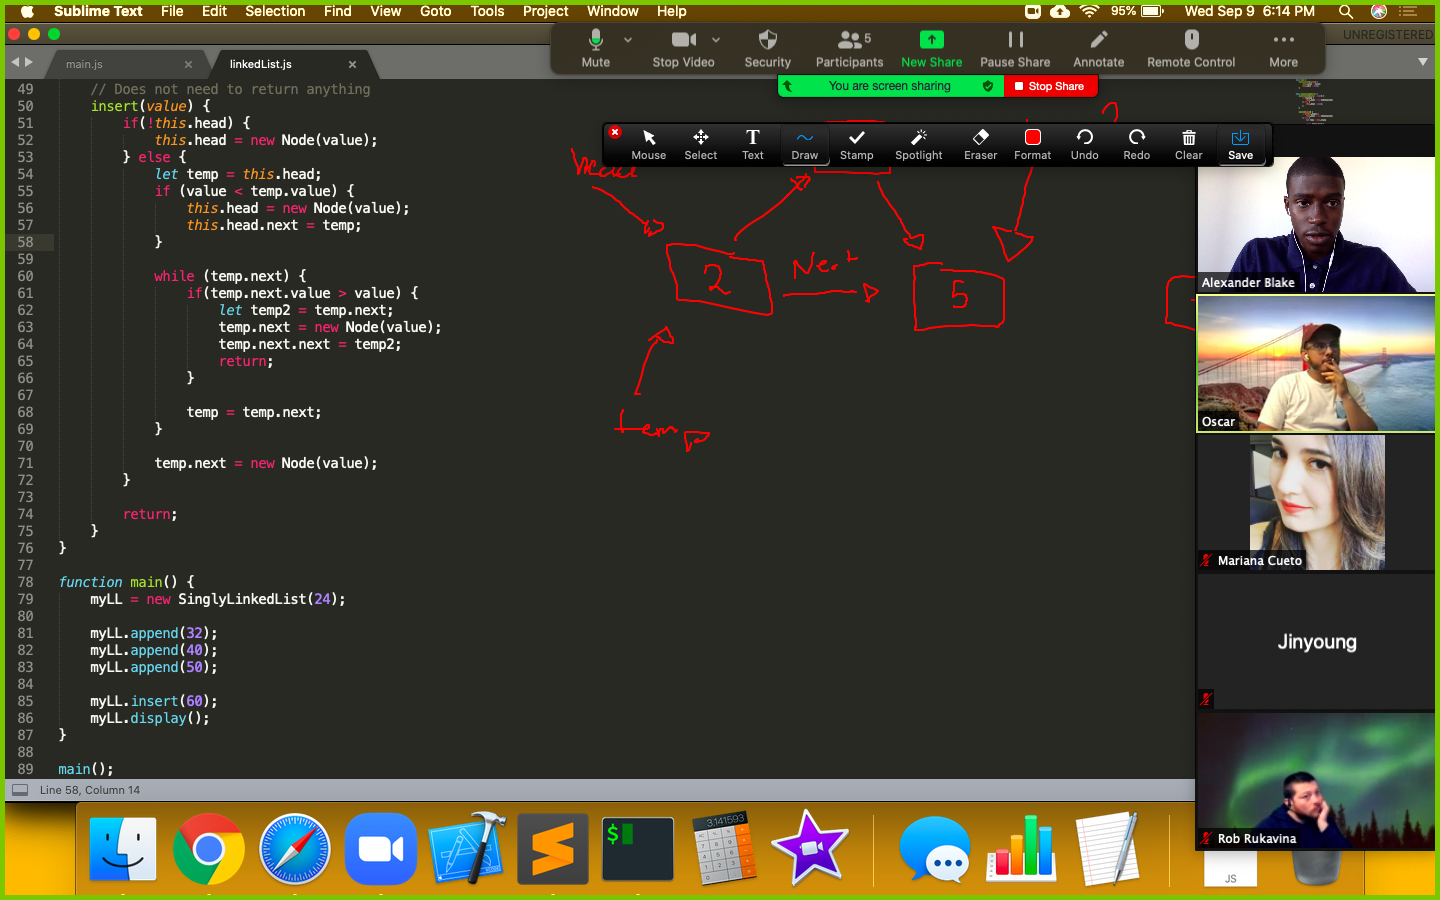 Sublime Text File Edit Selection Find View Goto Tools Project Window Help 95% Wed Sep 9 6:14 PM
UNREGISTERED
Mute Stop Video Security 5 Participants New Share Pause Share Annotate Remote Control More
main.js linkedList.js
You are screen sharing Stop Share
Mouse Select Text Draw Stamp Spotlight Eraser Format Undo Redo Clear Save
49 // Does not need to return anything
50 insert(value) {
51 if(!this.head) {
52 this.head = new Node(value);
53 } else {
54 let temp = this.head;
55 if (value < temp.value) {
56 this.head = new Node(value);
57 this.head.next = temp;
58 }
59
60 while (temp.next) {
61 if(temp.next.value > value) {
62 let temp2 = temp.next;
63 temp.next = new Node(value);
64 temp.next.next = temp2;
65 return;
66 }
67
68 temp = temp.next;
69 }
70
71 temp.next = new Node(value);
72 }
73
74 return;
75 }
76 }
77
78 function main() {
79 myLL = new SinglyLinkedList(24);
80
81 myLL.append(32);
82 myLL.append(40);
83 myLL.append(50);
84
85 myLL.insert(60);
86 myLL.display();
87 }
88
89 main();
head
2
Next
5
temp
Alexander Blake
Oscar
Mariana Cueto
Jinyoung
Rob Rukavina
Line 58, Column 14
$
3.141593
JS